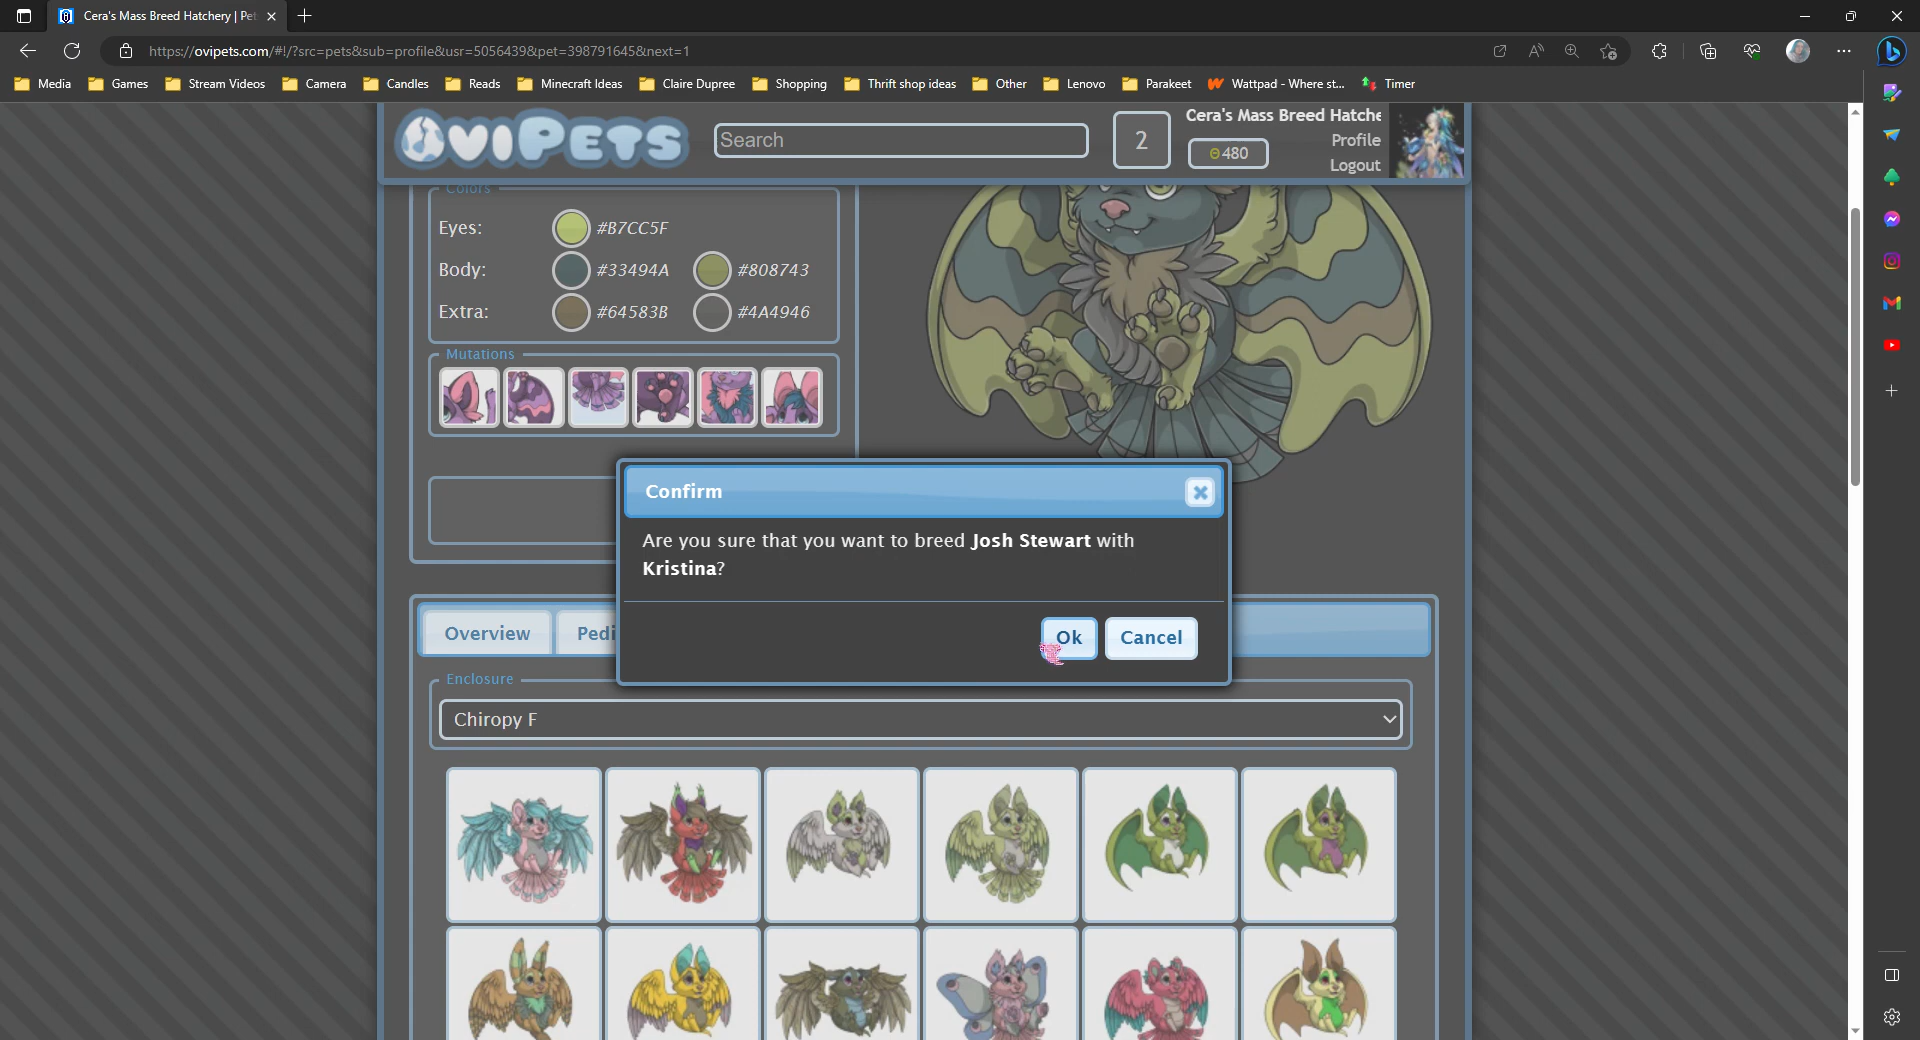 Cera's Mass Breed Hatchery | Pet
https://ovipets.com/#!/?src=pets&sub=profile&usr=5056439&pet=398791645&next=1
Media Games Stream Videos Camera Candles Reads Minecraft Ideas Claire Dupree Shopping Thrift shop ideas Other Lenovo Parakeet Wattpad - Where st... Timer
OviPets
Search
2
Cera's Mass Breed Hatche
480
Profile
Logout
Colors
Eyes: #B7CC5F
Body: #33494A #808743
Extra: #64583B #4A4946
Mutations
Confirm
Are you sure that you want to breed Josh Stewart with
Kristina?
Ok Cancel
Overview Pedi
Enclosure
Chiropy F